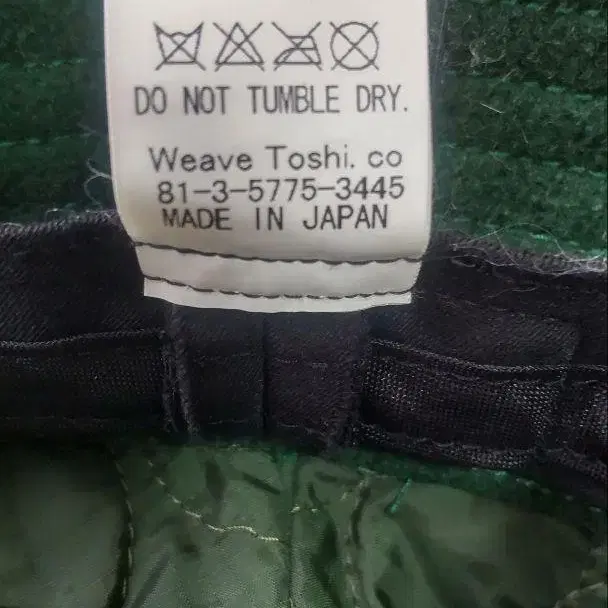 DO NOT TUMBLE DRY.
Weave Toshi. co
81-3-5775-3445
MADE IN JAPAN